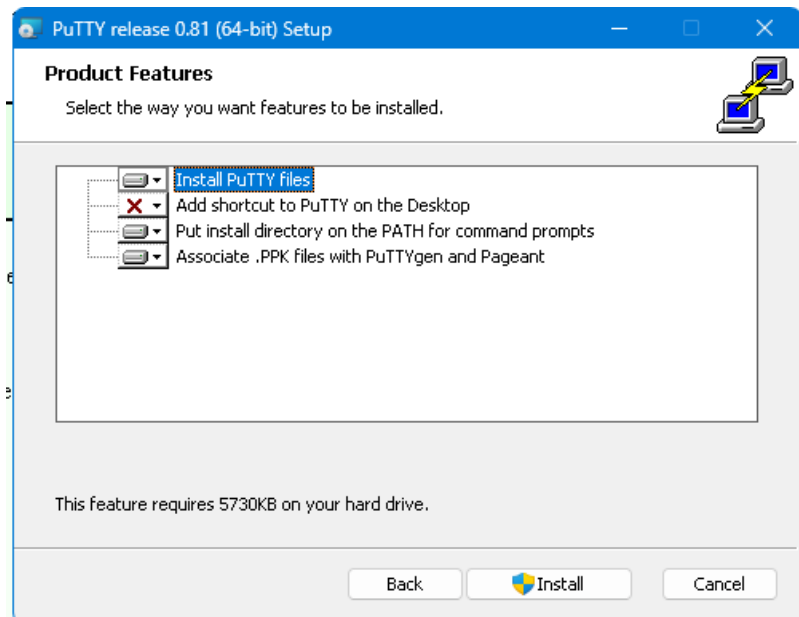 PuTTY release 0.81 (64-bit) Setup
Product Features
Select the way you want features to be installed.
Install PuTTY files
Add shortcut to PuTTY on the Desktop
Put install directory on the PATH for command prompts
Associate .PPK files with PuTTYgen and Pageant
This feature requires 5730KB on your hard drive.
Back
Install
Cancel